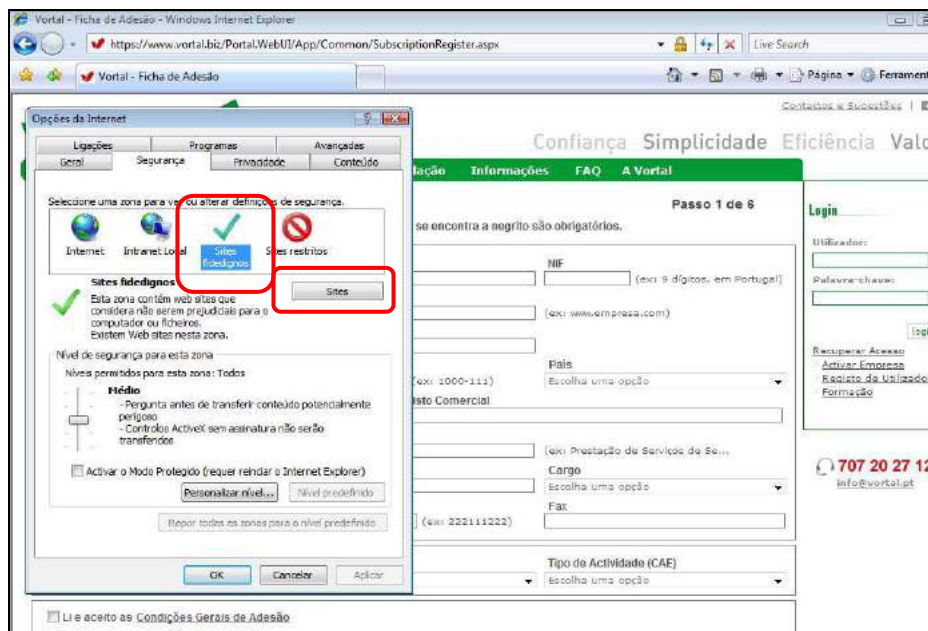 Vortal - Ficha de Adesão - Windows Internet Explorer
https://www.vortal.biz/Portal.WebUI/App/Common/SubscriptionRegister.aspx
Live Search
Vortal - Ficha de Adesão
Página
Ferrament
Contactos e Sugestões |
Confiança Simplicidade Eficiência Valo
lação Informações FAQ A Vortal
Opções da Internet
Ligações Programas Avançadas
Geral Segurança Privacidade Conteúdo
Seleccione uma zona para ver ou alterar definições de segurança.
Internet Intranet Local Sites fidedignos Sites restritos
Sites fidedignos
Sites
Esta zona contém web sites que
considera não serem prejudiciais para o
computador ou ficheiros.
Existem Web sites nesta zona.
Nível de segurança para esta zona
Níveis permitidos para esta zona: Todos
Médio
- Pergunta antes de transferir conteúdo potencialmente
perigoso
- Controlos ActiveX sem assinatura não serão
transferidos
Activar o Modo Protegido (requer reiniciar o Internet Explorer)
Personalizar nível... Nível predefinido
Repor todas as zonas para o nível predefinido
OK Cancelar Aplicar
Passo 1 de 6
se encontra a negrito são obrigatórios.
NIF
(ex: 9 dígitos, em Portugal)
(ex: www.empresa.com)
País
(ex: 1000-111) Escolha uma opção
isto Comercial
(ex: Prestação de Serviços de Se...
Cargo
Escolha uma opção
Fax
(ex: 222111222)
Tipo de Actividade (CAE)
Escolha uma opção
Li e aceito as Condições Gerais de Adesão
Login
Utilizador:
Palavra-chave:
logi
Recuperar Acesso
Activar Empresa
Registo de Utilizado
Formação
707 20 27 12
info@vortal.pt